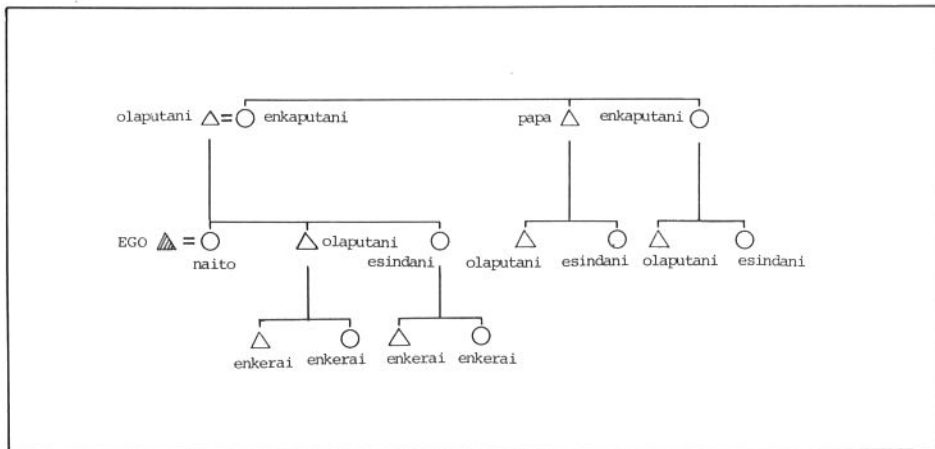 olaputani enkaputani papa enkaputani
EGO olaputani
naito esindani olaputani esindani olaputani esindani
enkerai enkerai enkerai enkerai